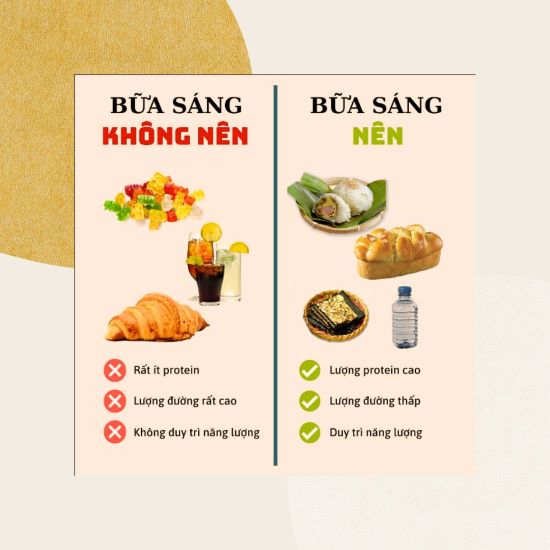 BỮA SÁNG
KHÔNG NÊN
Rất ít protein
Lượng đường rất cao
Không duy trì năng lượng
BỮA SÁNG
NÊN
Lượng protein cao
Lượng đường thấp
Duy trì năng lượng